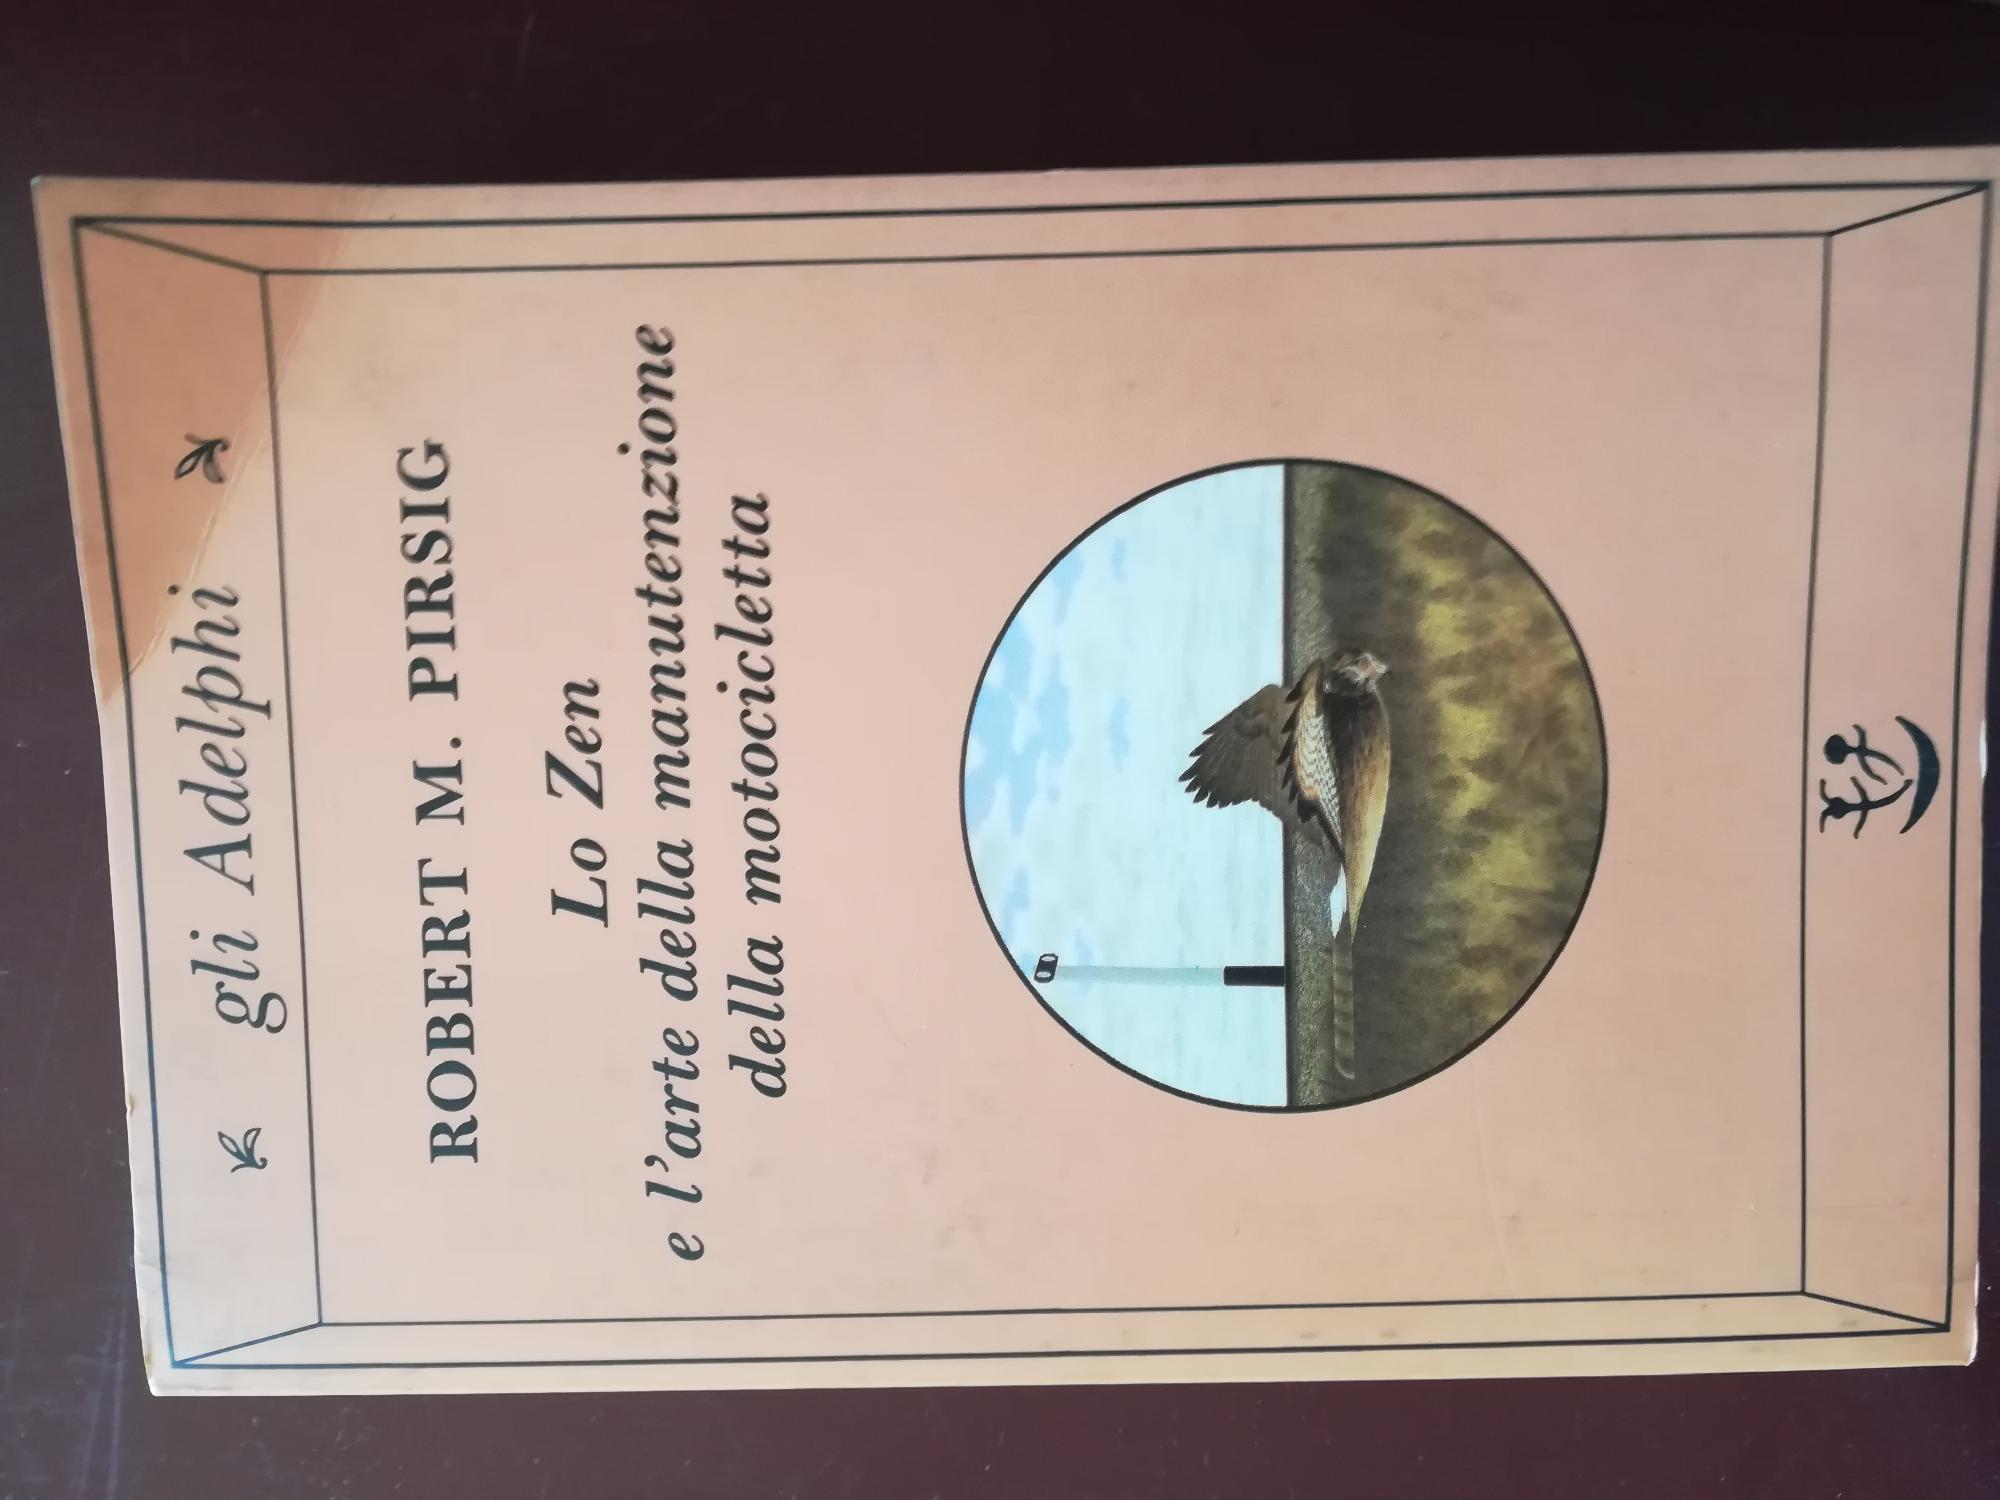 gli Adelphi
ROBERT M. PIRSIG
Lo Zen
e l'arte della manutenzione
della motocicletta